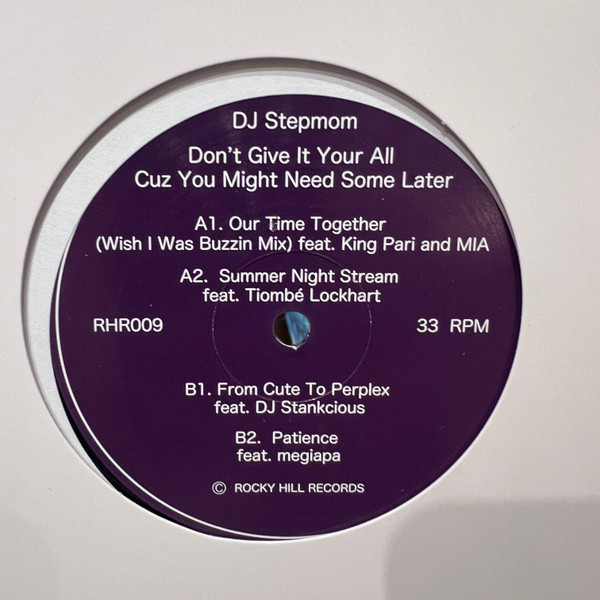 DJ Stepmom
Don't Give It Your All
Cuz You Might Need Some Later
A1. Our Time Together
(Wish I Was Buzzin Mix) feat. King Pari and MIA
A2. Summer Night Stream
feat. Tiombé Lockhart
RHR009 33 RPM
B1. From Cute To Perplex
feat. DJ Stankcious
B2. Patience
feat. megiapa
© ROCKY HILL RECORDS